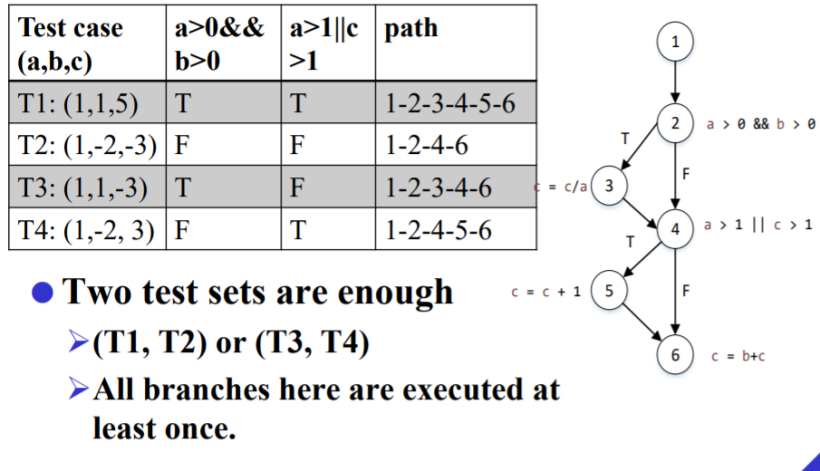 Test case a>0&& a>1||c path
(a,b,c) b>0 >1
T1: (1,1,5) T T 1-2-3-4-5-6
T2: (1,-2,-3) F F 1-2-4-6
T3: (1,1,-3) T F 1-2-3-4-6
T4: (1,-2, 3) F T 1-2-4-5-6
Two test sets are enough
(T1, T2) or (T3, T4)
All branches here are executed at
least once.
1
2 a > 0 && b > 0
T
F
c = c/a 3
4 a > 1 || c > 1
T
c = c + 1 5 F
6 c = b+c